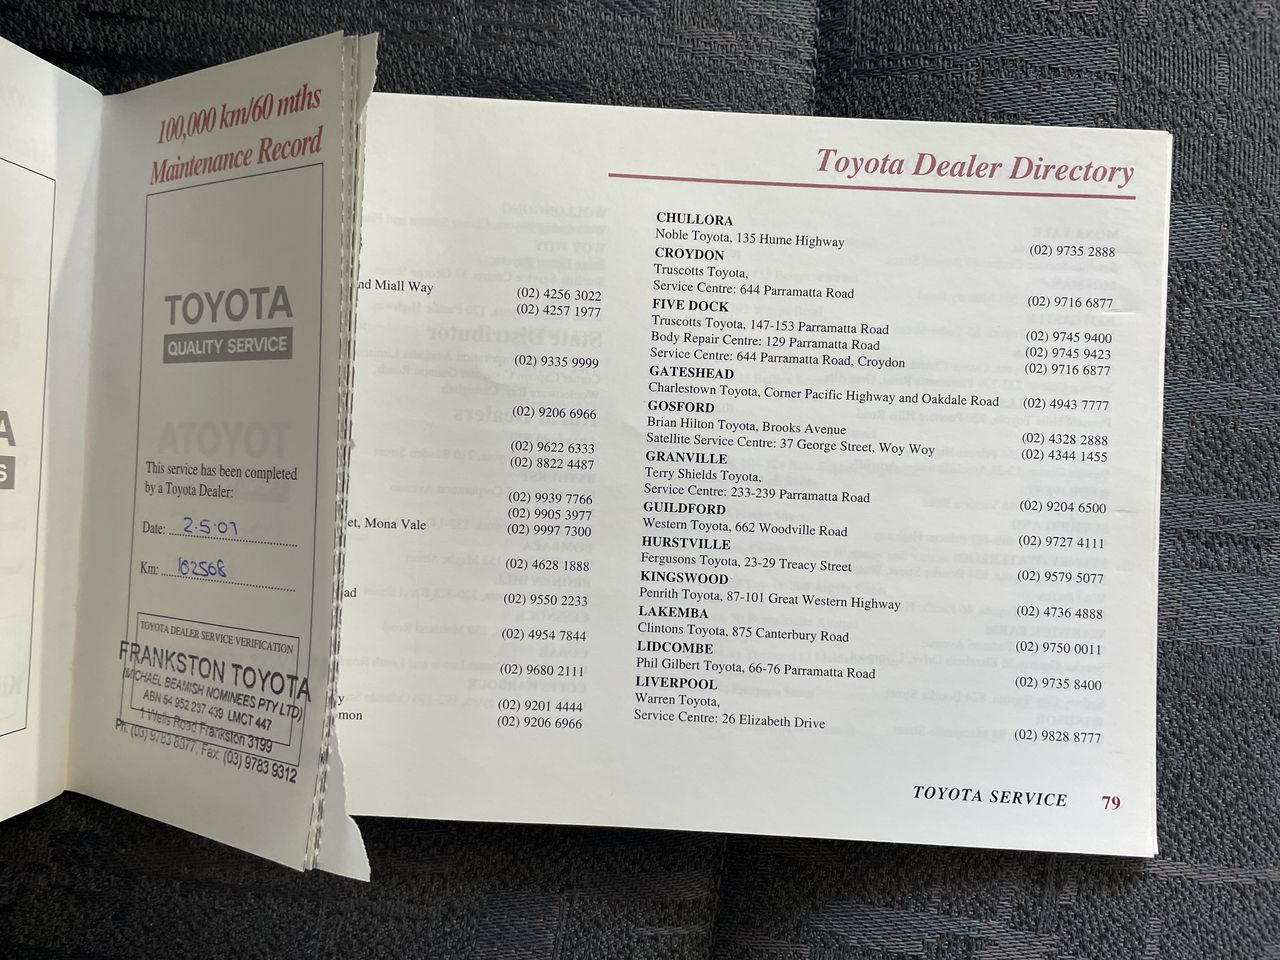 100,000 km/60 mths
Maintenance Record
TOYOTA
QUALITY SERVICE
This service has been completed
by a Toyota Dealer:
Date: 2-5-07
Km: 102568
TOYOTA DEALER SERVICE VERIFICATION
FRANKSTON TOYOTA
(MICHAEL BEAMISH NOMINEES PTY LTD)
ABN 54 952 237 439 LMCT 447
1 Wells Road Frankston 3199
Ph. (03) 9783 8377, Fax: (03) 9783 9312
nd Miall Way (02) 4256 3022
(02) 4257 1977
(02) 9335 9999
(02) 9206 6966
(02) 9622 6333
(02) 8822 4487
(02) 9939 7766
(02) 9905 3977
et, Mona Vale (02) 9997 7300
(02) 4628 1888
ad (02) 9550 2233
(02) 4954 7844
(02) 9680 2111
y (02) 9201 4444
mon (02) 9206 6966
Toyota Dealer Directory
CHULLORA
Noble Toyota, 135 Hume Highway (02) 9735 2888
CROYDON
Truscotts Toyota,
Service Centre: 644 Parramatta Road (02) 9716 6877
FIVE DOCK
Truscotts Toyota, 147-153 Parramatta Road (02) 9745 9400
Body Repair Centre: 129 Parramatta Road (02) 9745 9423
Service Centre: 644 Parramatta Road, Croydon (02) 9716 6877
GATESHEAD
Charlestown Toyota, Corner Pacific Highway and Oakdale Road (02) 4943 7777
GOSFORD
Brian Hilton Toyota, Brooks Avenue (02) 4328 2888
Satellite Service Centre: 37 George Street, Woy Woy (02) 4344 1455
GRANVILLE
Terry Shields Toyota,
Service Centre: 233-239 Parramatta Road (02) 9204 6500
GUILDFORD
Western Toyota, 662 Woodville Road (02) 9727 4111
HURSTVILLE
Fergusons Toyota, 23-29 Treacy Street (02) 9579 5077
KINGSWOOD
Penrith Toyota, 87-101 Great Western Highway (02) 4736 4888
LAKEMBA
Clintons Toyota, 875 Canterbury Road (02) 9750 0011
LIDCOMBE
Phil Gilbert Toyota, 66-76 Parramatta Road (02) 9735 8400
LIVERPOOL
Warren Toyota,
Service Centre: 26 Elizabeth Drive (02) 9828 8777
TOYOTA SERVICE 79